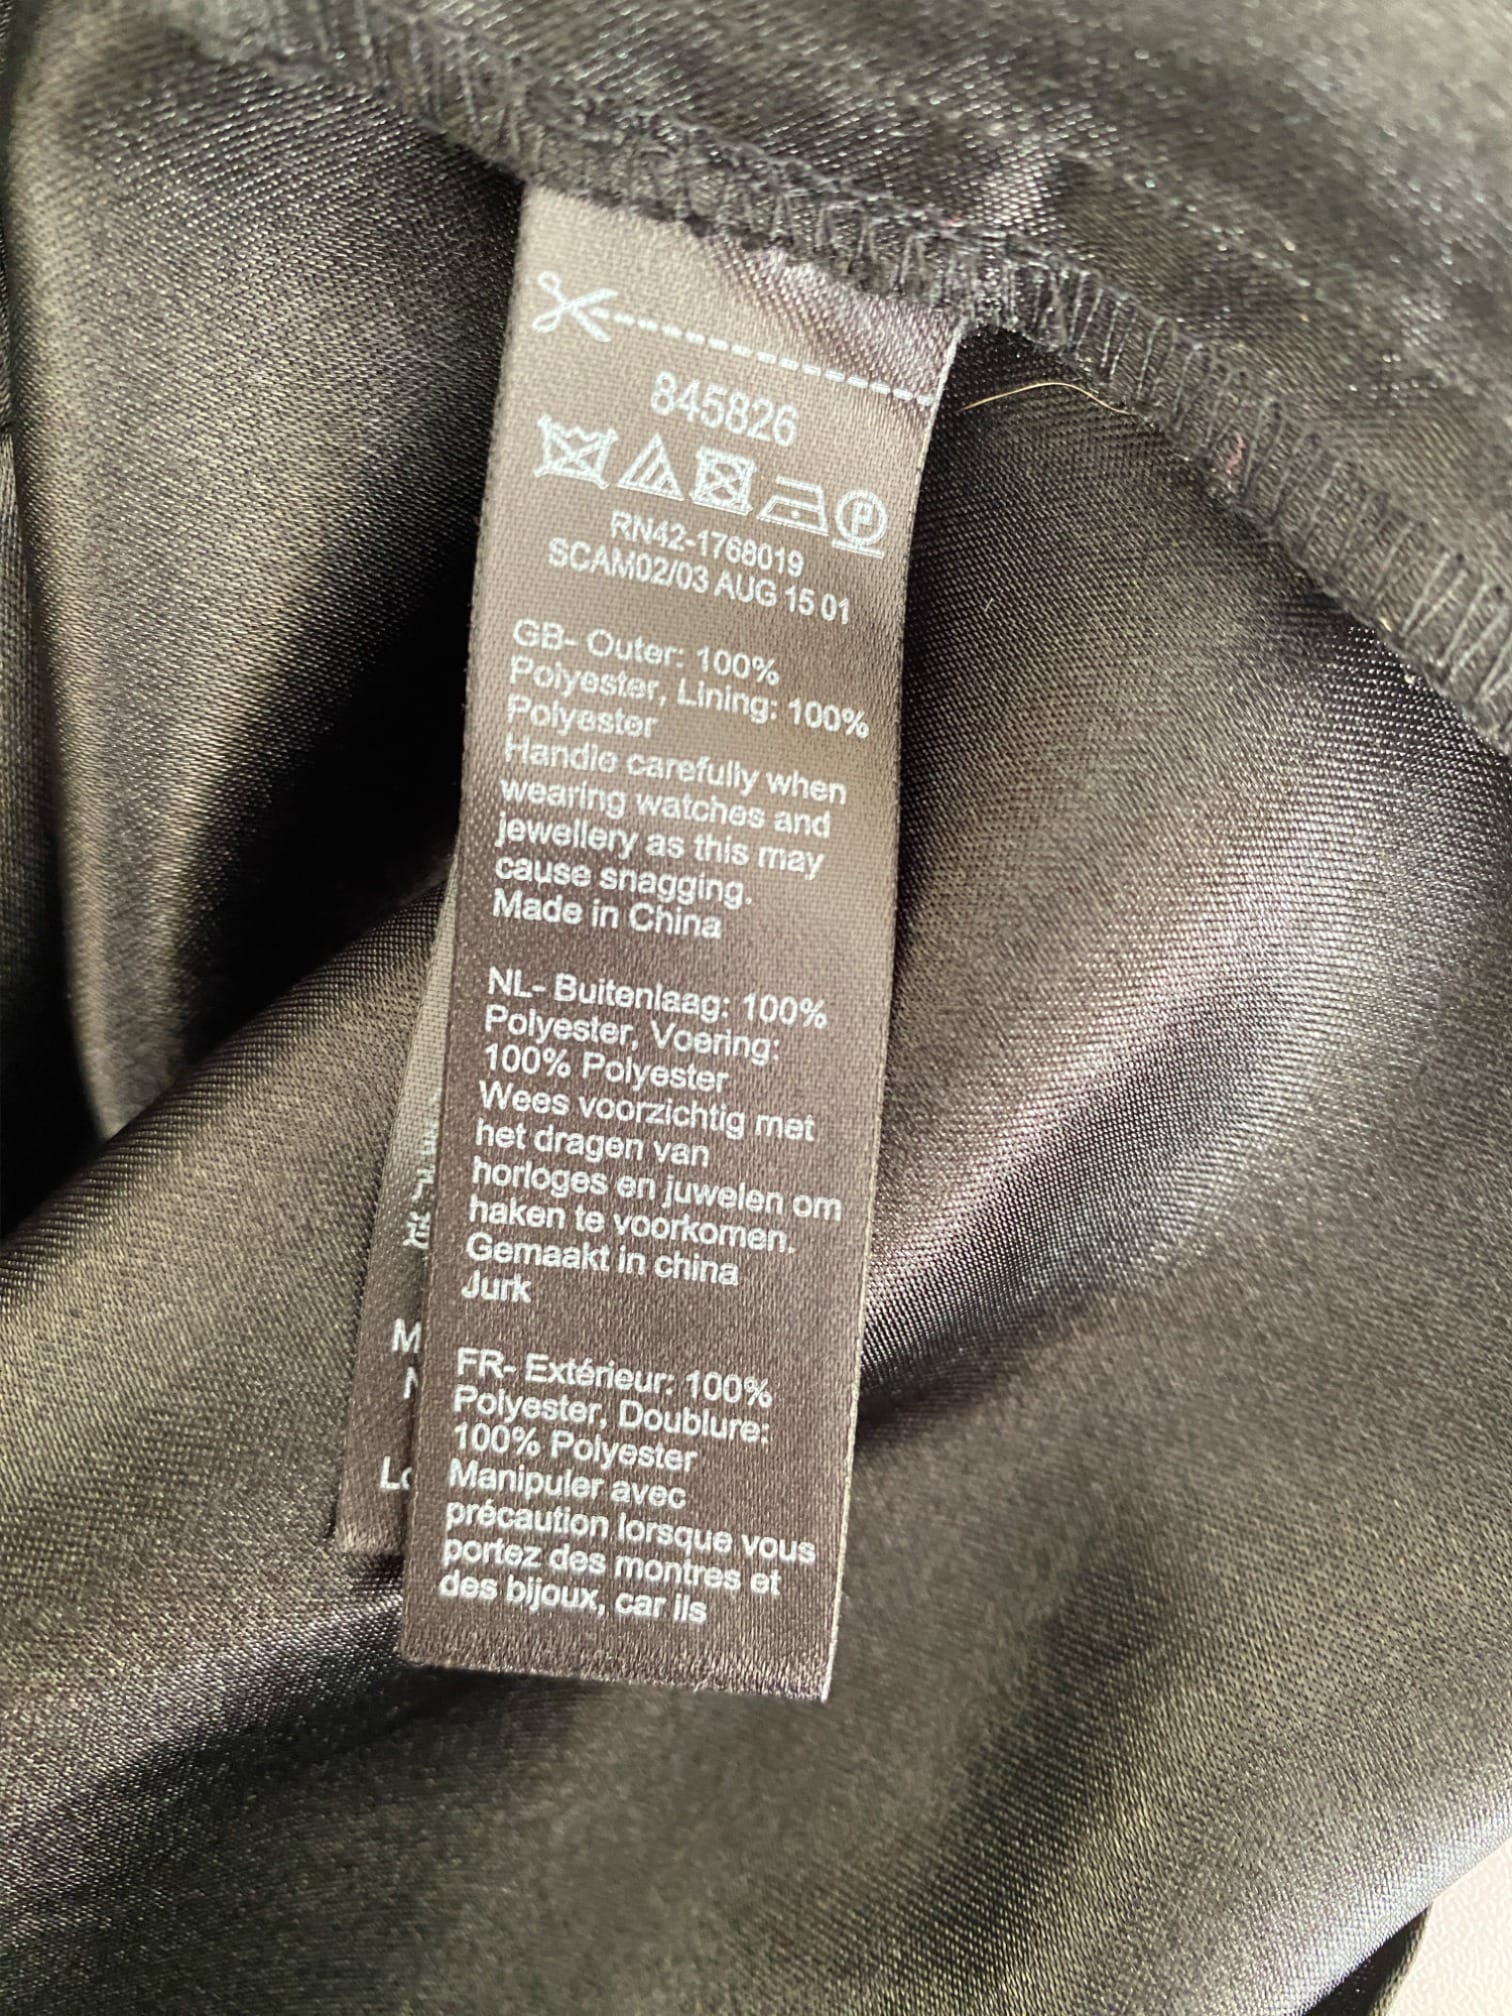 845826
P
RN42-1768019
SCAM02/03 AUG 15 01
GB- Outer: 100%
Polyester, Lining: 100%
Polyester
Handle carefully when
wearing watches and
jewellery as this may
cause snagging.
Made in China
NL- Buitenlaag: 100%
Polyester, Voering:
100% Polyester
Wees voorzichtig met
het dragen van
horloges en juwelen om
haken te voorkomen.
Gemaakt in china
Jurk
FR- Extérieur: 100%
Polyester, Doublure:
100% Polyester
Manipuler avec
précaution lorsque vous
portez des montres et
des bijoux, car ils